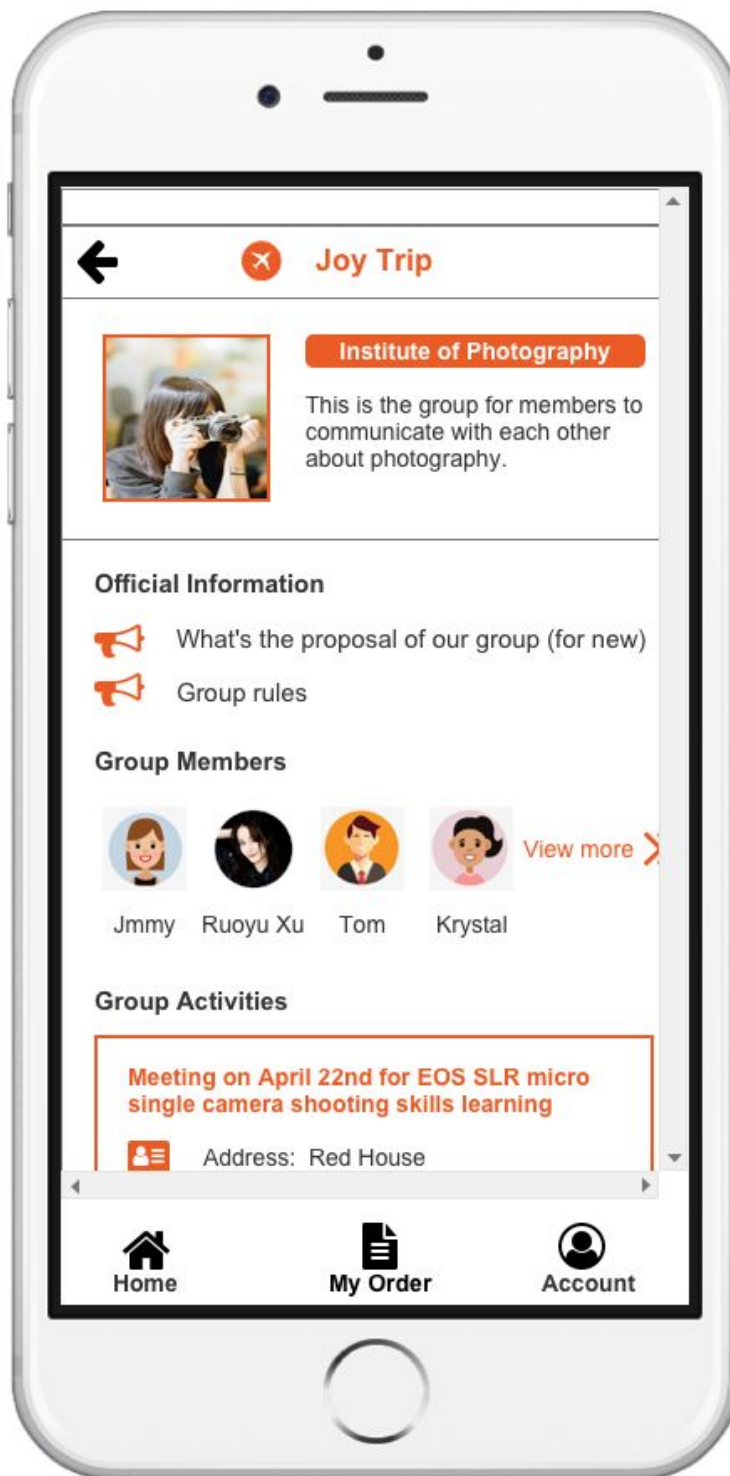 Joy Trip
Institute of Photography
This is the group for members to
communicate with each other
about photography.
Official Information
What's the proposal of our group (for new)
Group rules
Group Members
View more
Jmmy Ruoyu Xu Tom Krystal
Group Activities
Meeting on April 22nd for EOS SLR micro
single camera shooting skills learning
Address: Red House
Home My Order Account